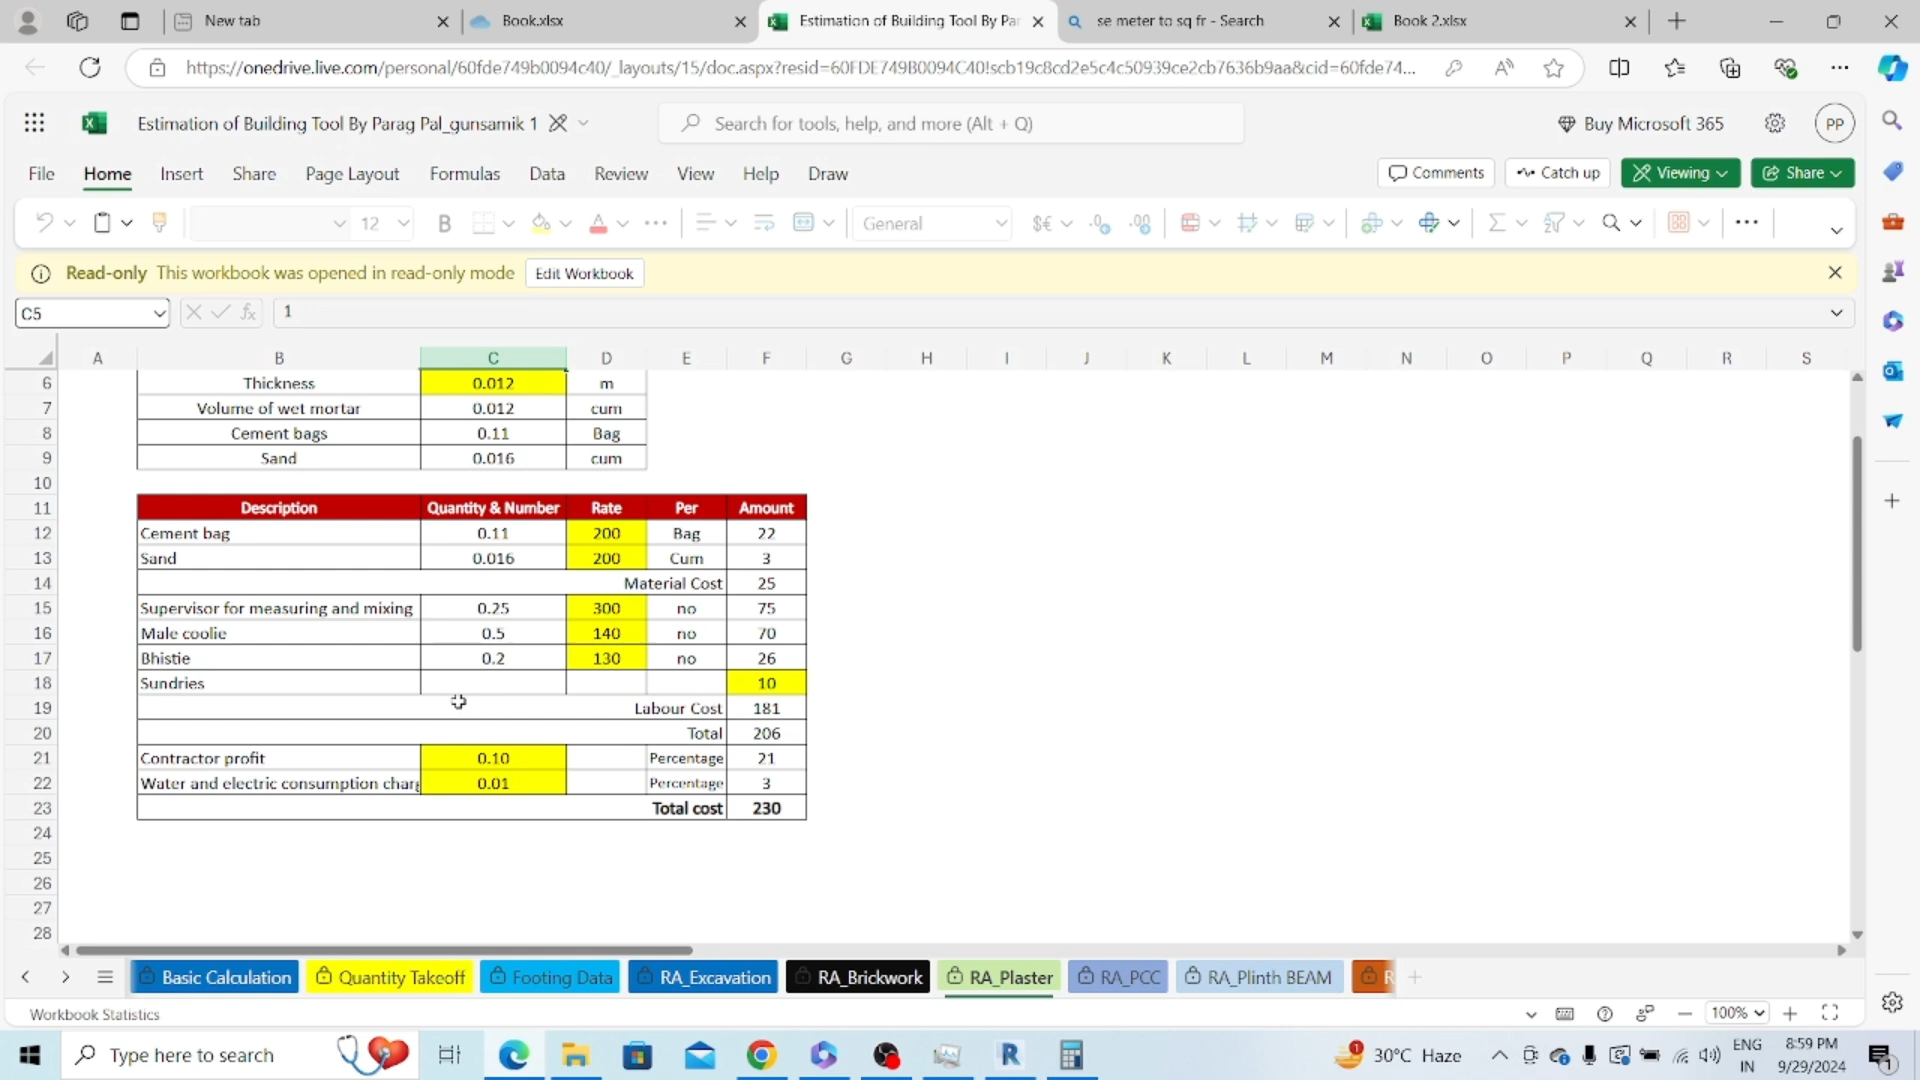 New tab
Book.xlsx
Estimation of Building Tool By Par
se meter to sq fr - Search
Book 2.xlsx
https://onedrive.live.com/personal/60fde749b0094c40/_layouts/15/doc.aspx?resid=60FDE749B0094C40!scb19c8cd2e5c4c50939ce2cb7636b9aa&cid=60fde74...
Estimation of Building Tool By Parag Pal_gunsamik 1
Search for tools, help, and more (Alt + Q)
Buy Microsoft 365
PP
File Home Insert Share Page Layout Formulas Data Review View Help Draw
Comments Catch up Viewing Share
12 B A General $€
Read-only This workbook was opened in read-only mode Edit Workbook
C5 fx 1
A B C D E F G H I J K L M N O P Q R S
6 Thickness 0.012 m
7 Volume of wet mortar 0.012 cum
8 Cement bags 0.11 Bag
9 Sand 0.016 cum
10
11 Description Quantity & Number Rate Per Amount
12 Cement bag 0.11 200 Bag 22
13 Sand 0.016 200 Cum 3
14 Material Cost 25
15 Supervisor for measuring and mixing 0.25 300 no 75
16 Male coolie 0.5 140 no 70
17 Bhistie 0.2 130 no 26
18 Sundries 10
19 Labour Cost 181
20 Total 206
21 Contractor profit 0.10 Percentage 21
22 Water and electric consumption charg 0.01 Percentage 3
23 Total cost 230
24
25
26
27
28
Basic Calculation Quantity Takeoff Footing Data RA_Excavation RA_Brickwork RA_Plaster RA_PCC RA_Plinth BEAM R
Workbook Statistics
100%
Type here to search
30°C Haze
ENG
IN
8:59 PM
9/29/2024
1